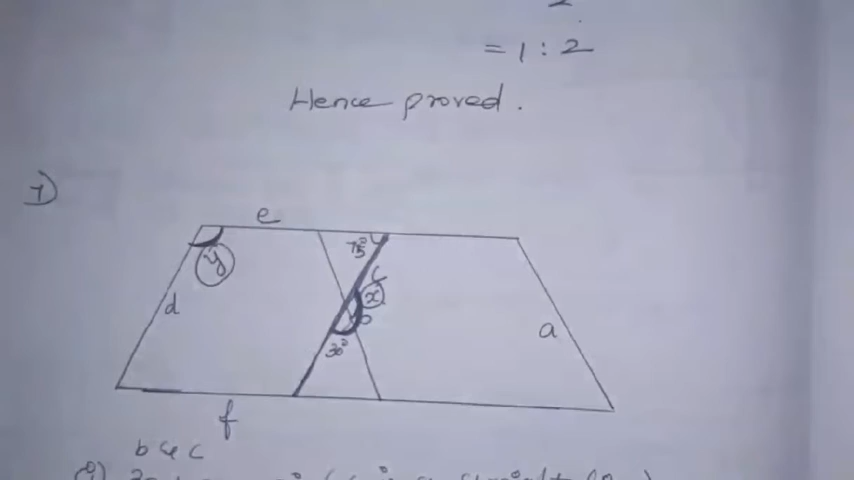 = 1 : 2
Hence proved.
7)
e
y
75°
c
x
d
b
30°
a
f
b & c